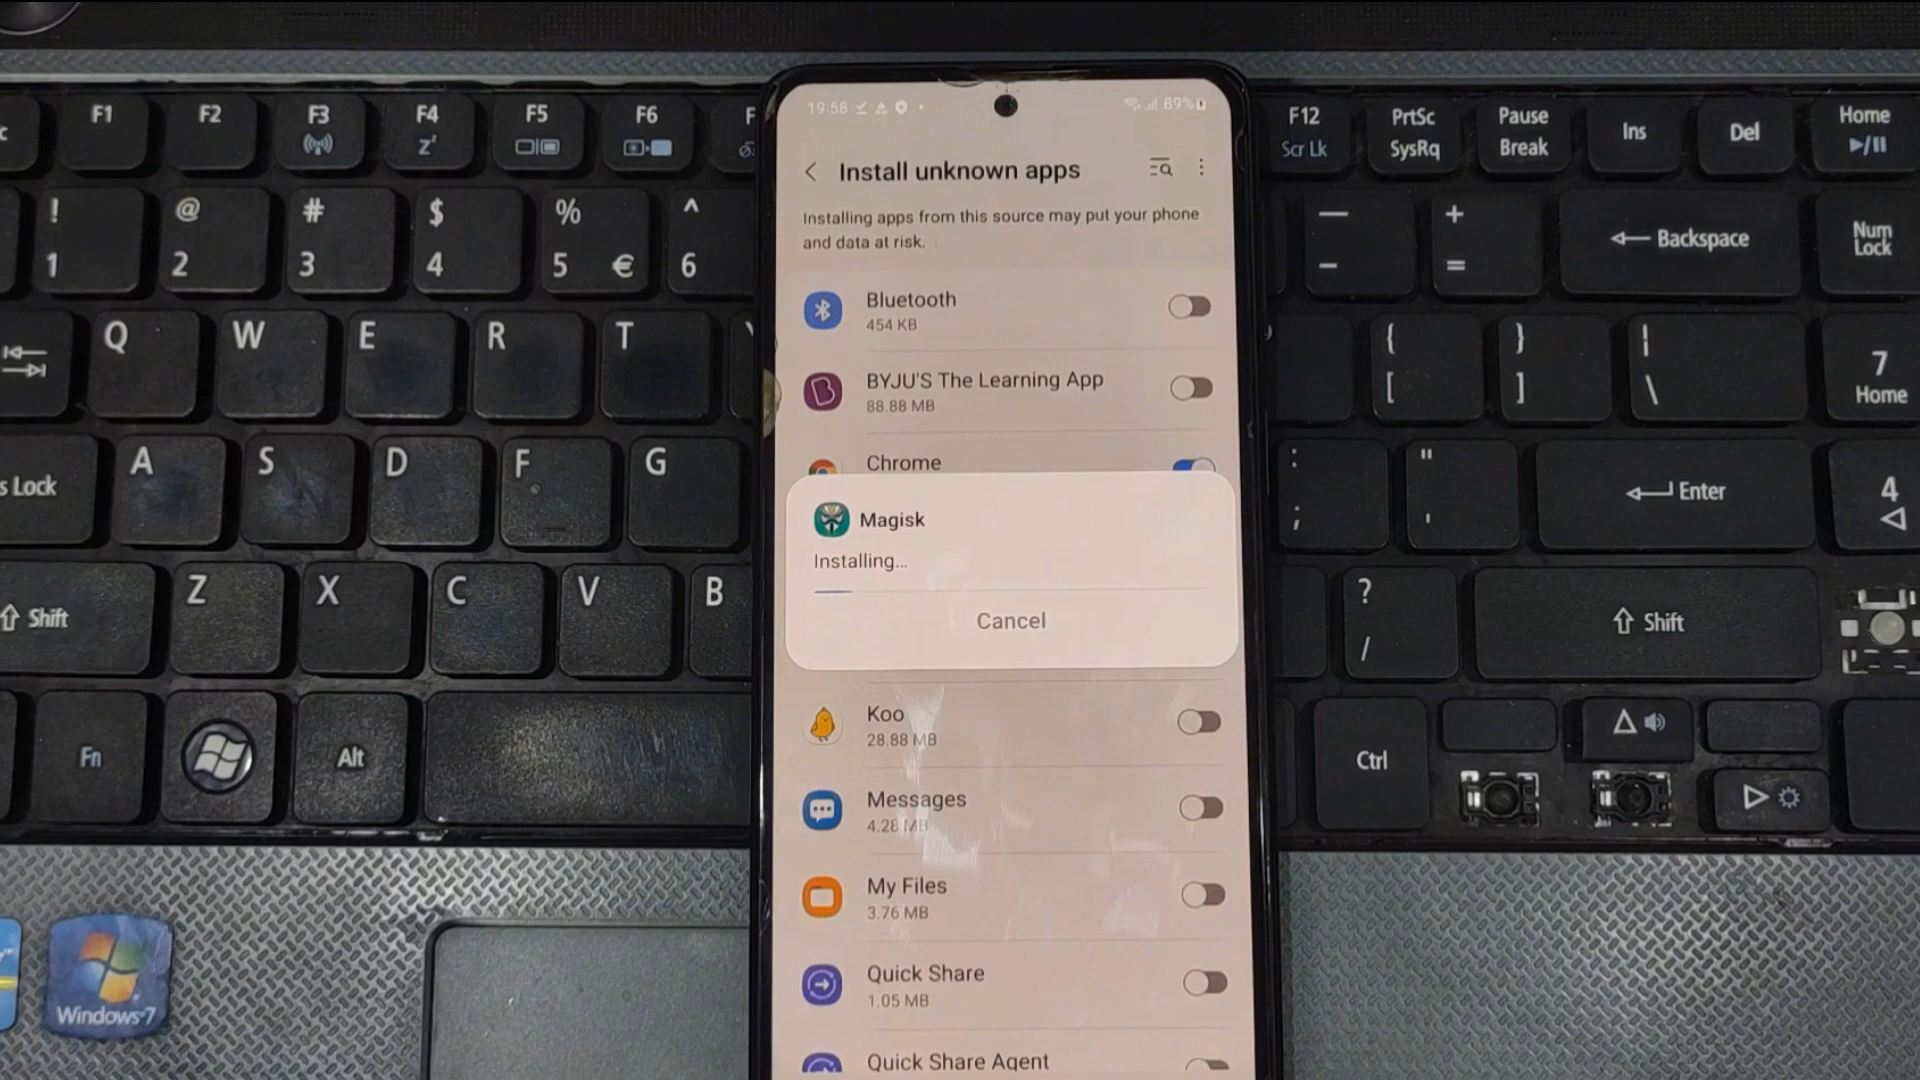 19:58
89%
Install unknown apps
Installing apps from this source may put your phone
and data at risk.
Bluetooth
454 KB
BYJU'S The Learning App
88.88 MB
Chrome
Magisk
Installing...
Cancel
Koo
28.88 MB
Messages
4.28 MB
My Files
3.76 MB
Quick Share
1.05 MB
Quick Share Agent
c F1 F2 F3 F4 F5 F6 F
F12 PrtSc Pause Ins Del Home
Scr Lk SysRq Break
! @ # $ % ^
1 2 3 4 5 € 6
— + Backspace Num
- = Lock
Q W E R T
{ } | 7
[ ] \ Home
s Lock A S D F G
: " Enter 4
; '
Shift Z X C V B
? Shift
/
Fn Alt
Ctrl
Windows 7